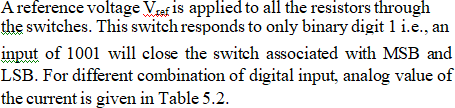 A reference voltage Vref is applied to all the resistors through
the switches. This switch responds to only binary digit 1 i.e., an
input of 1001 will close the switch associated with MSB and
LSB. For different combination of digital input, analog value of
the current is given in Table 5.2.